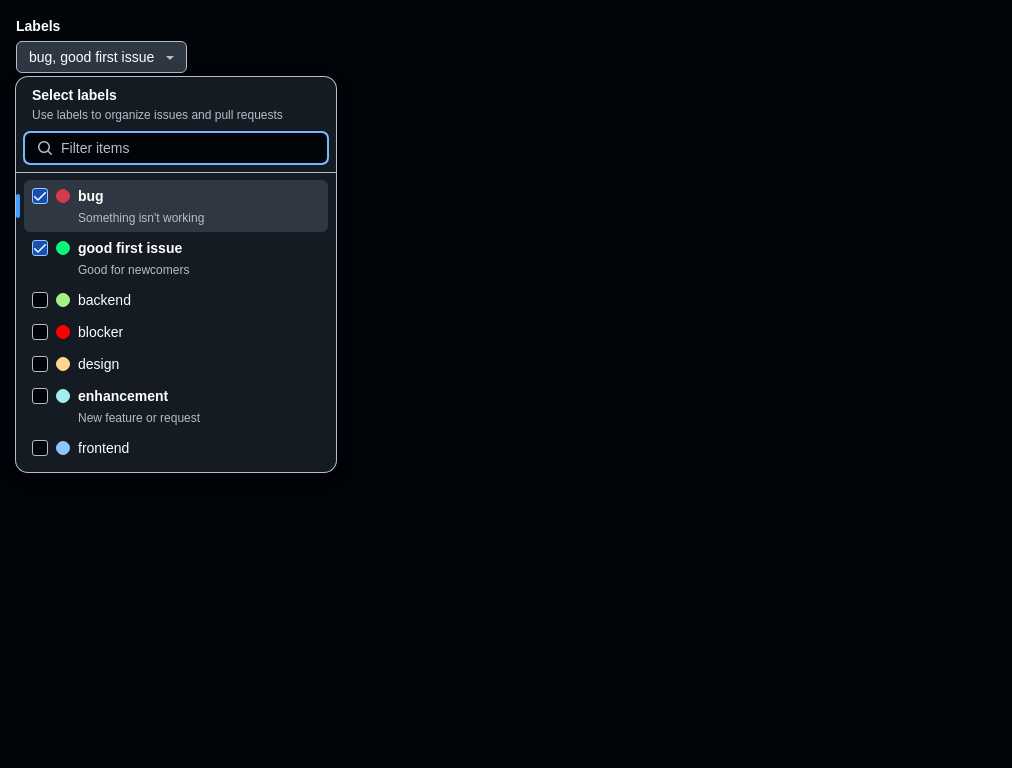 Labels
bug, good first issue
Select labels
Use labels to organize issues and pull requests
Filter items
bug
Something isn't working
good first issue
Good for newcomers
backend
blocker
design
enhancement
New feature or request
frontend